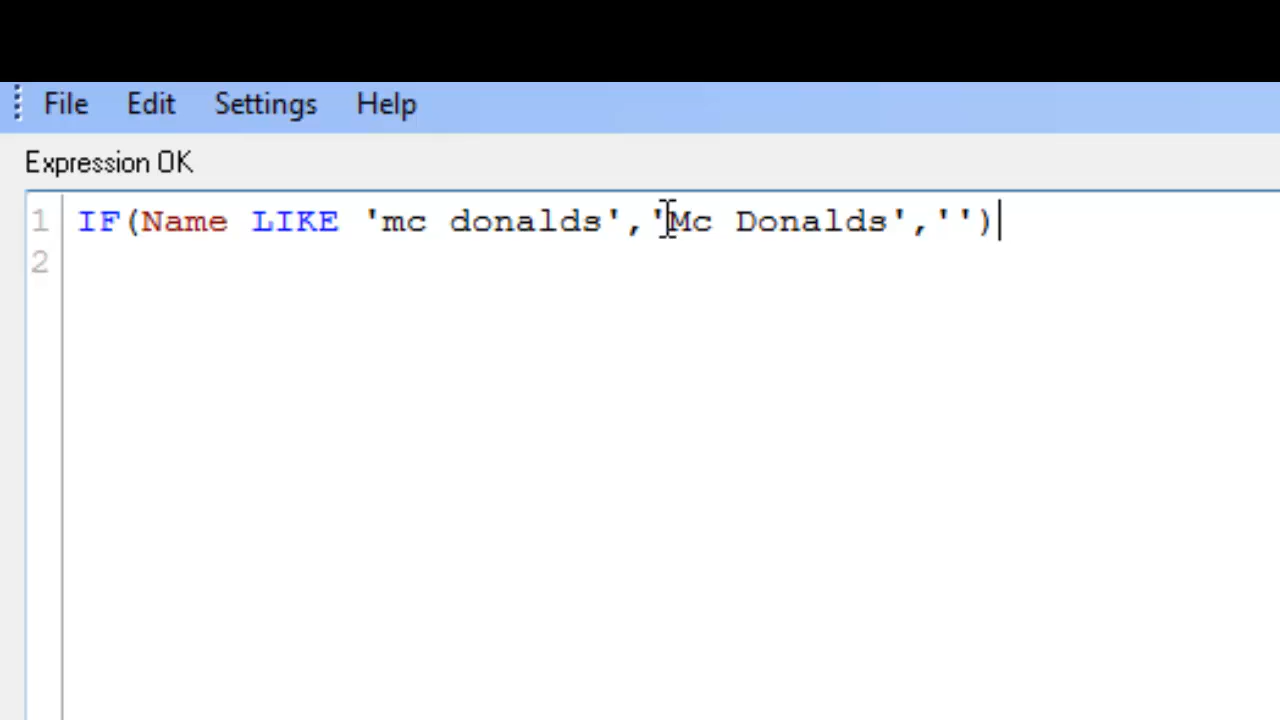 File Edit Settings Help
Expression OK
1 IF(Name LIKE 'mc donalds','Mc Donalds','')
2